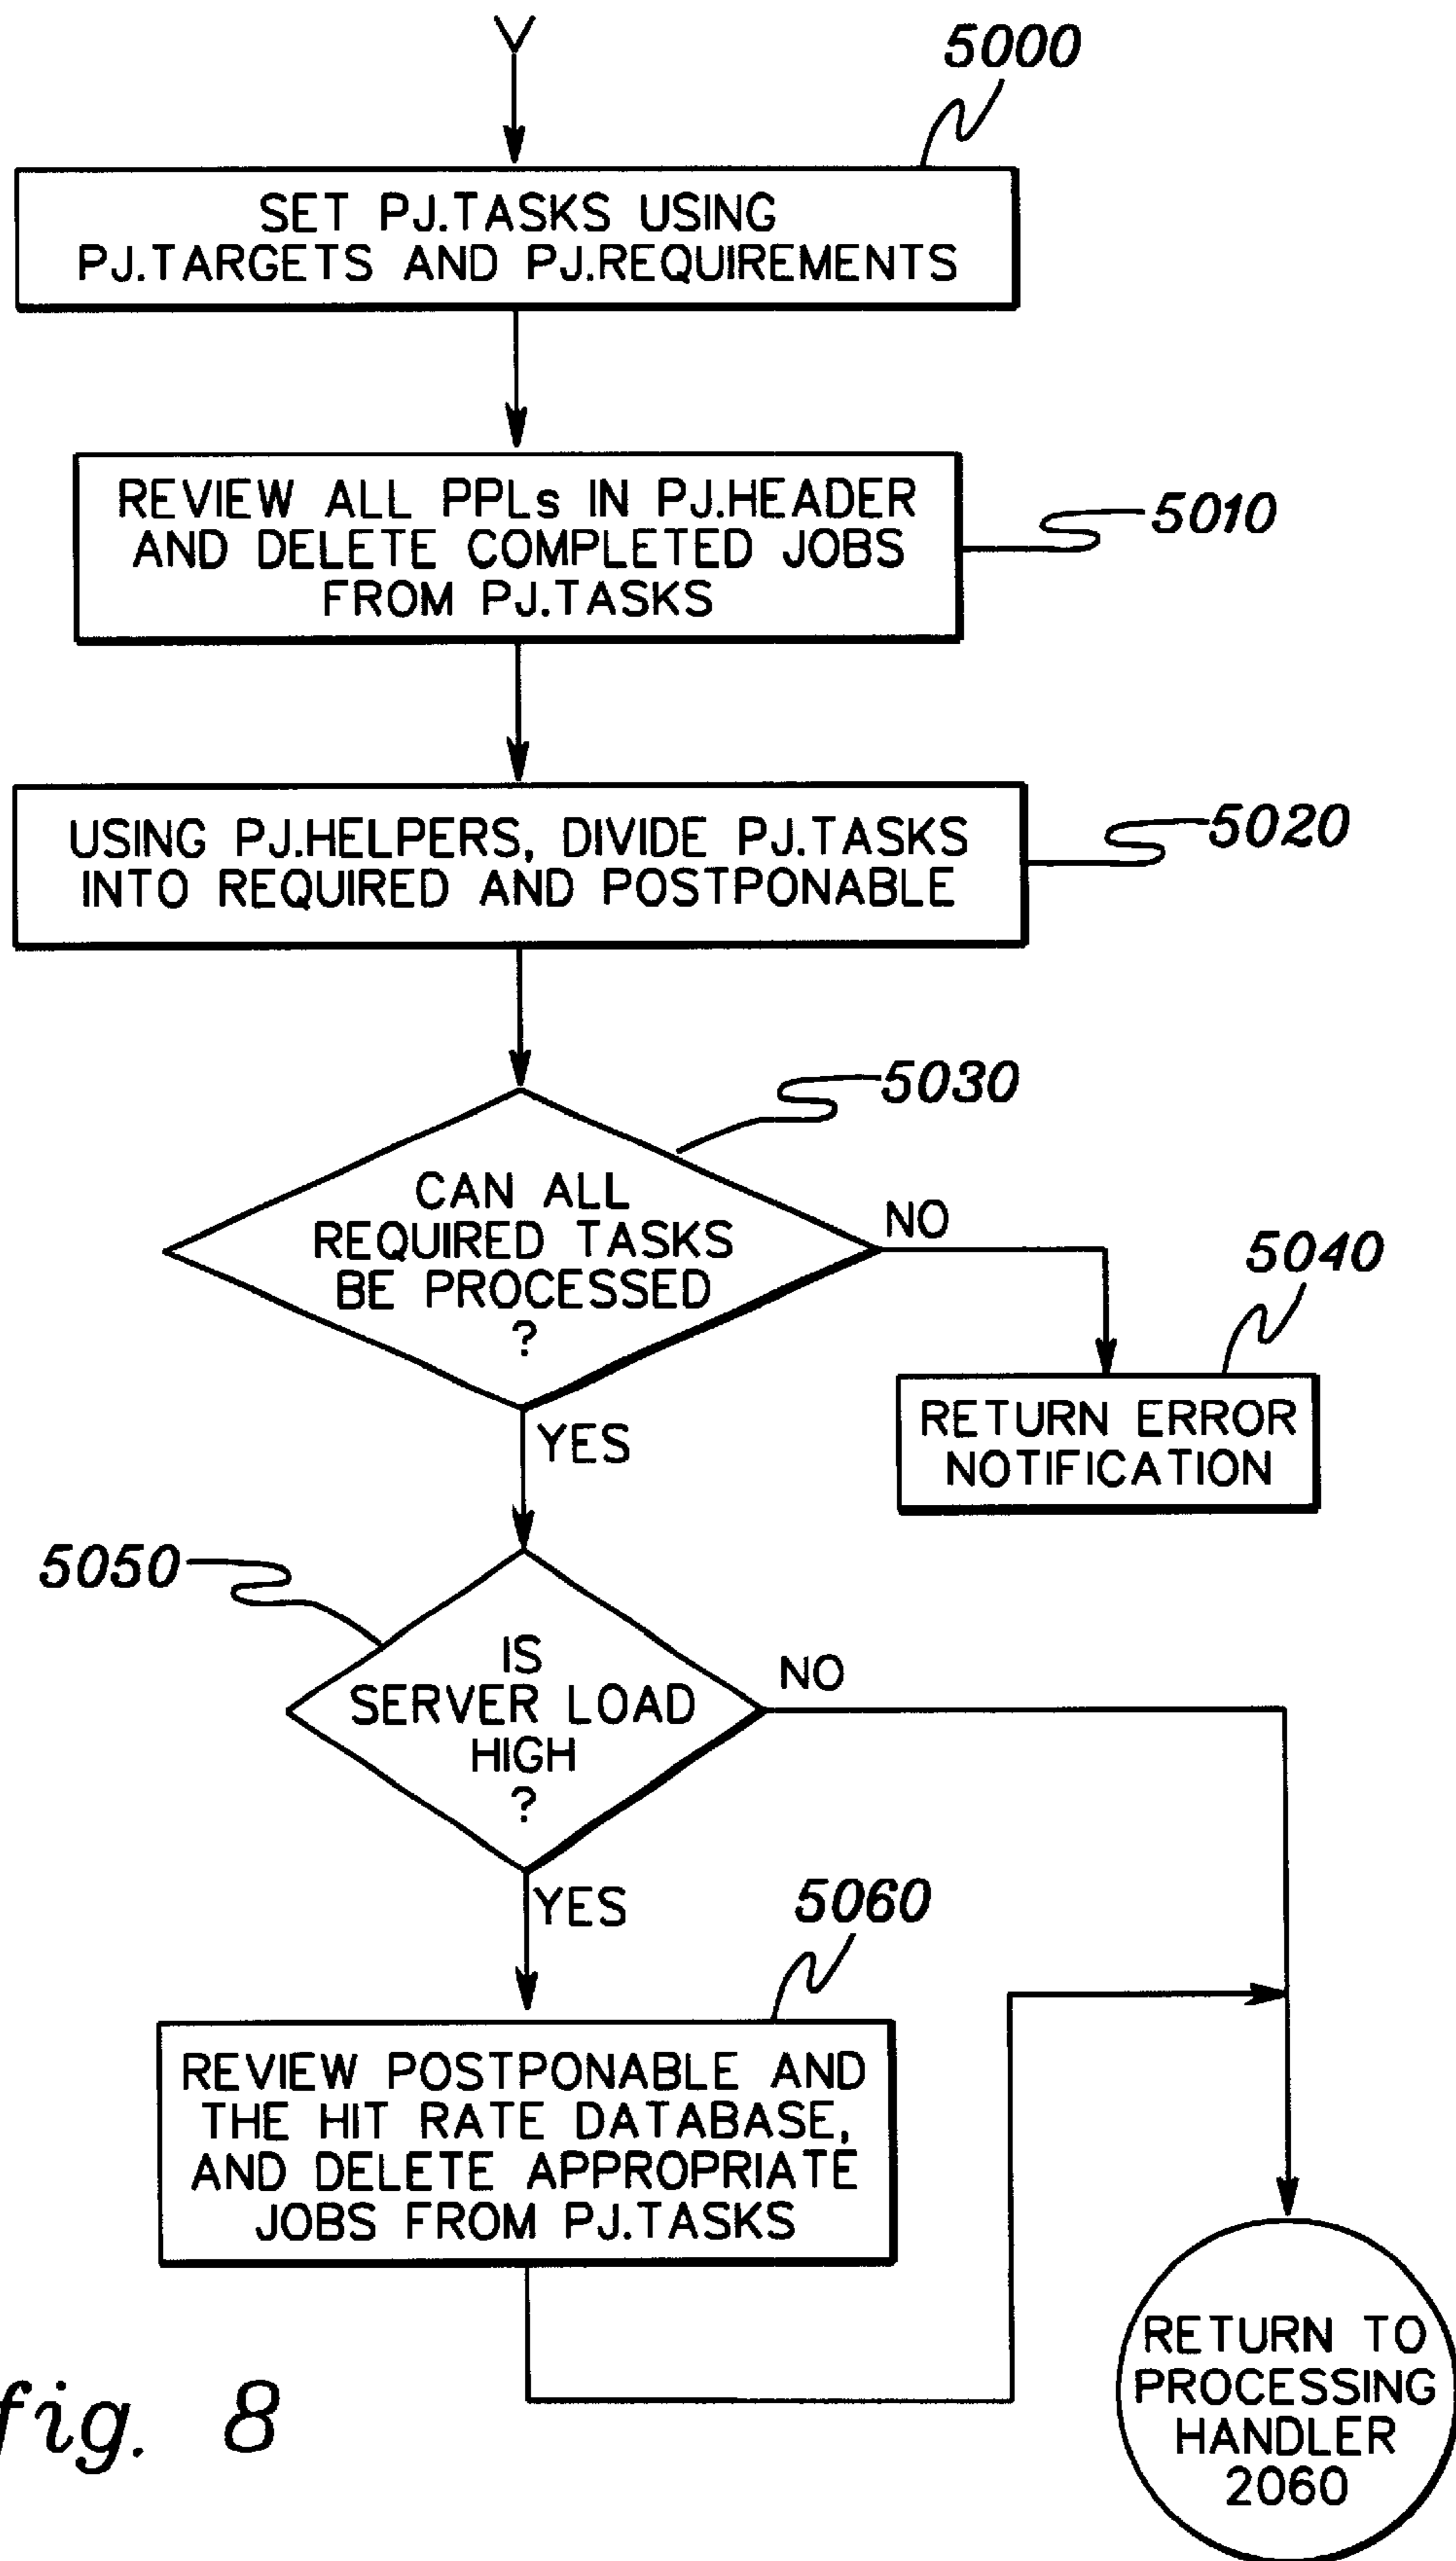 5000
SET PJ.TASKS USING
PJ.TARGETS AND PJ.REQUIREMENTS
REVIEW ALL PPLs IN PJ.HEADER
AND DELETE COMPLETED JOBS
FROM PJ.TASKS
5010
USING PJ.HELPERS, DIVIDE PJ.TASKS
INTO REQUIRED AND POSTPONABLE
5020
5030
CAN ALL
REQUIRED TASKS
BE PROCESSED
?
NO
5040
RETURN ERROR
NOTIFICATION
YES
5050
IS
SERVER LOAD
HIGH
?
NO
YES
5060
REVIEW POSTPONABLE AND
THE HIT RATE DATABASE,
AND DELETE APPROPRIATE
JOBS FROM PJ.TASKS
RETURN TO
PROCESSING
HANDLER
2060
fig. 8